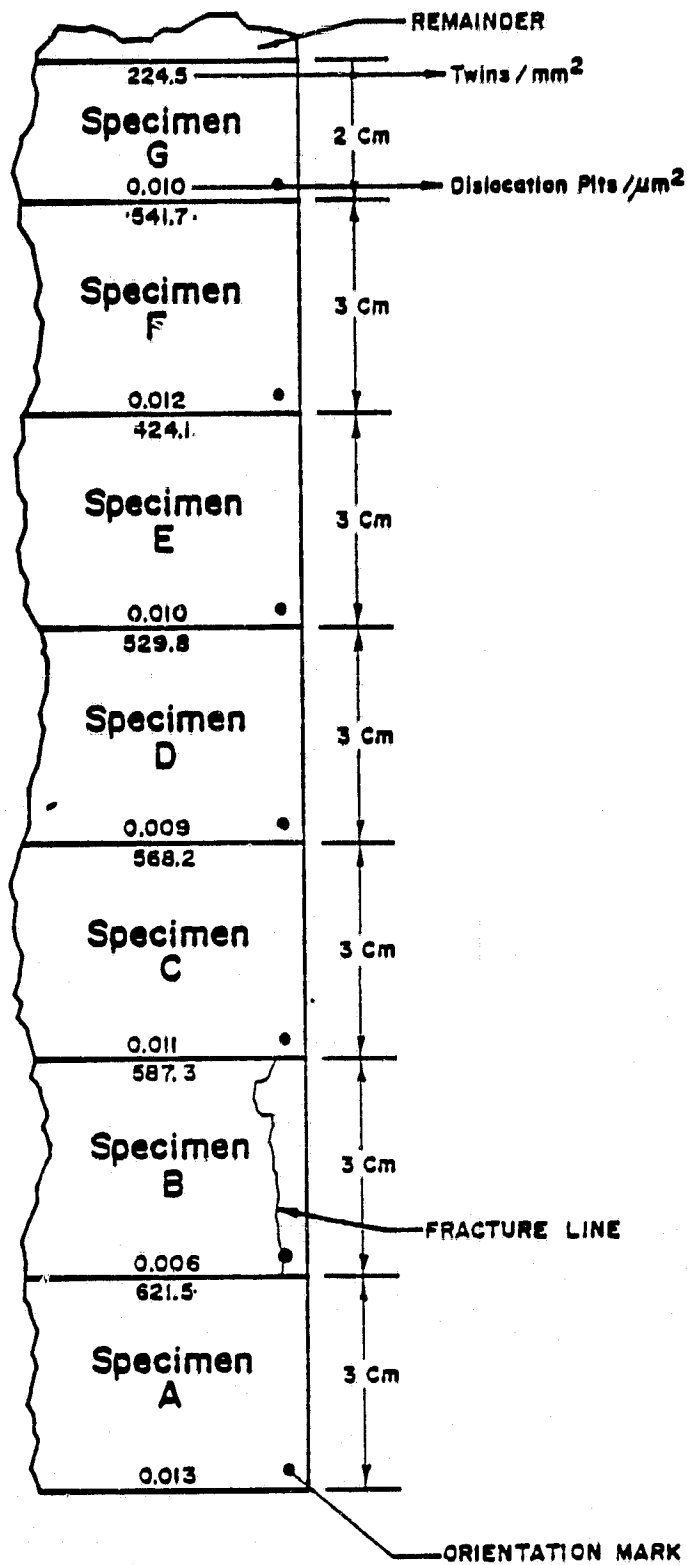 REMAINDER
224.5
Twins/mm²
Specimen
G
2 Cm
0.010
Dislocation Pits/µm²
541.7
Specimen
F
3 Cm
0.012
424.1
Specimen
E
3 Cm
0.010
529.8
Specimen
D
3 Cm
0.009
568.2
Specimen
C
3 Cm
0.011
587.3
Specimen
B
3 Cm
FRACTURE LINE
0.006
621.5
Specimen
A
3 Cm
0.013
ORIENTATION MARK